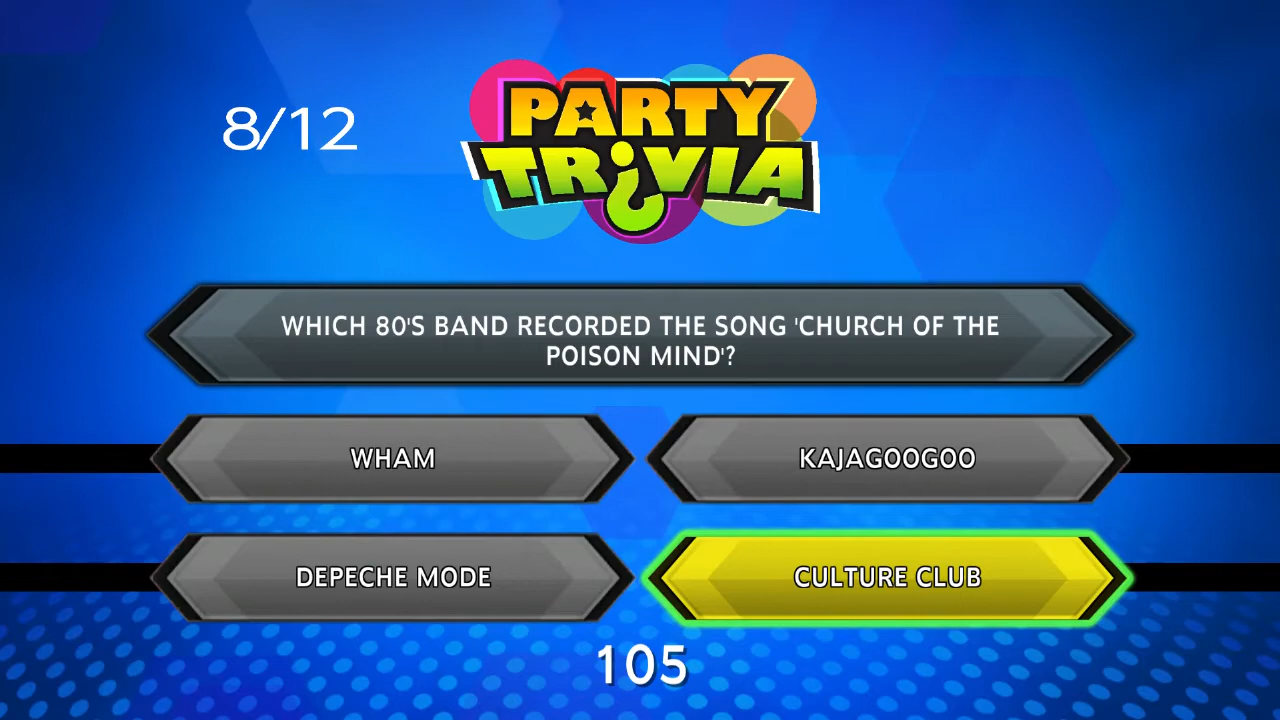 8/12
PARTY
TRIVIA
WHICH 80'S BAND RECORDED THE SONG 'CHURCH OF THE
POISON MIND'?
WHAM
KAJAGOOGOO
DEPECHE MODE
CULTURE CLUB
105